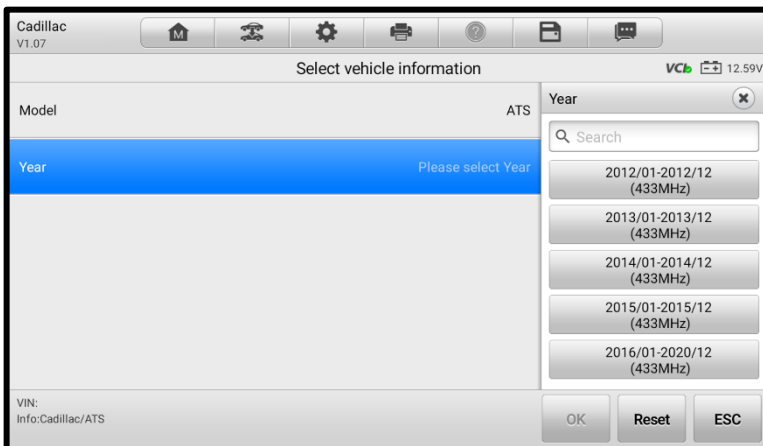 Cadillac
V1.07
M
?
Select vehicle information
VCI
12.59V
Model
ATS
Year
Please select Year
Year
Search
2012/01-2012/12
(433MHz)
2013/01-2013/12
(433MHz)
2014/01-2014/12
(433MHz)
2015/01-2015/12
(433MHz)
2016/01-2020/12
(433MHz)
VIN:
Info:Cadillac/ATS
OK
Reset
ESC